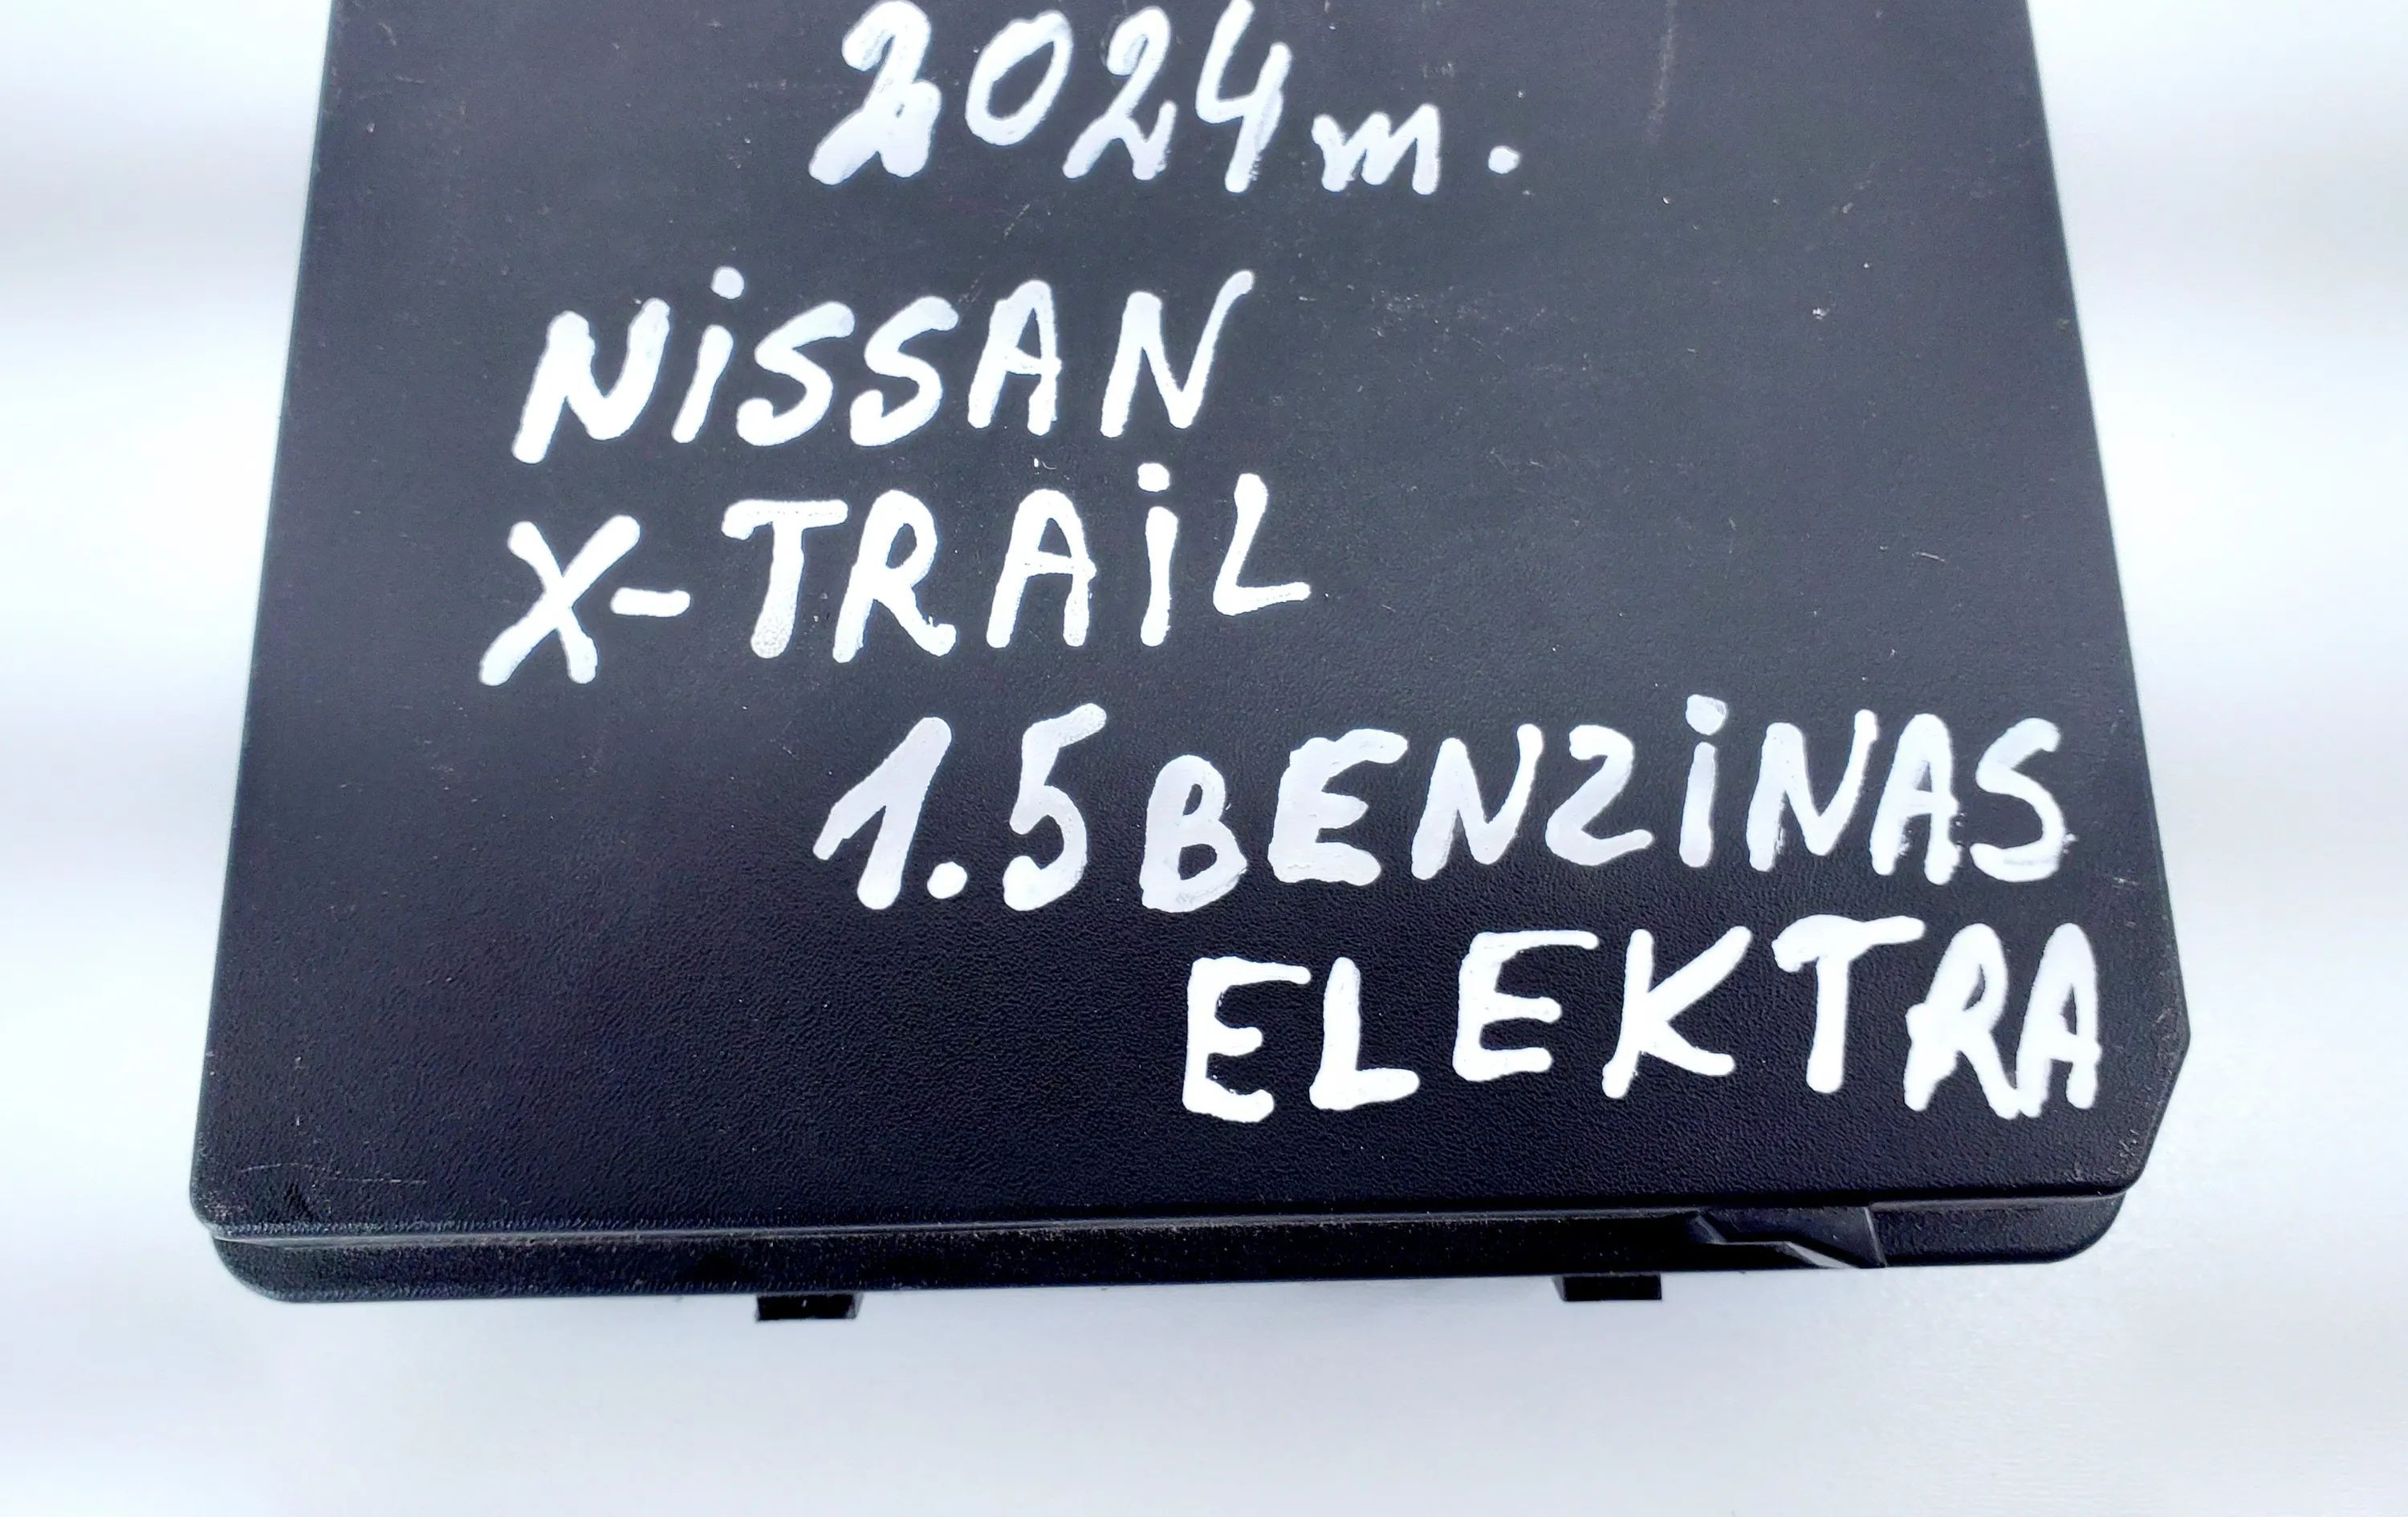 2024m.
NiSSAN
X-TRAiL
1.5 BENZiNAS
ELEKTRA